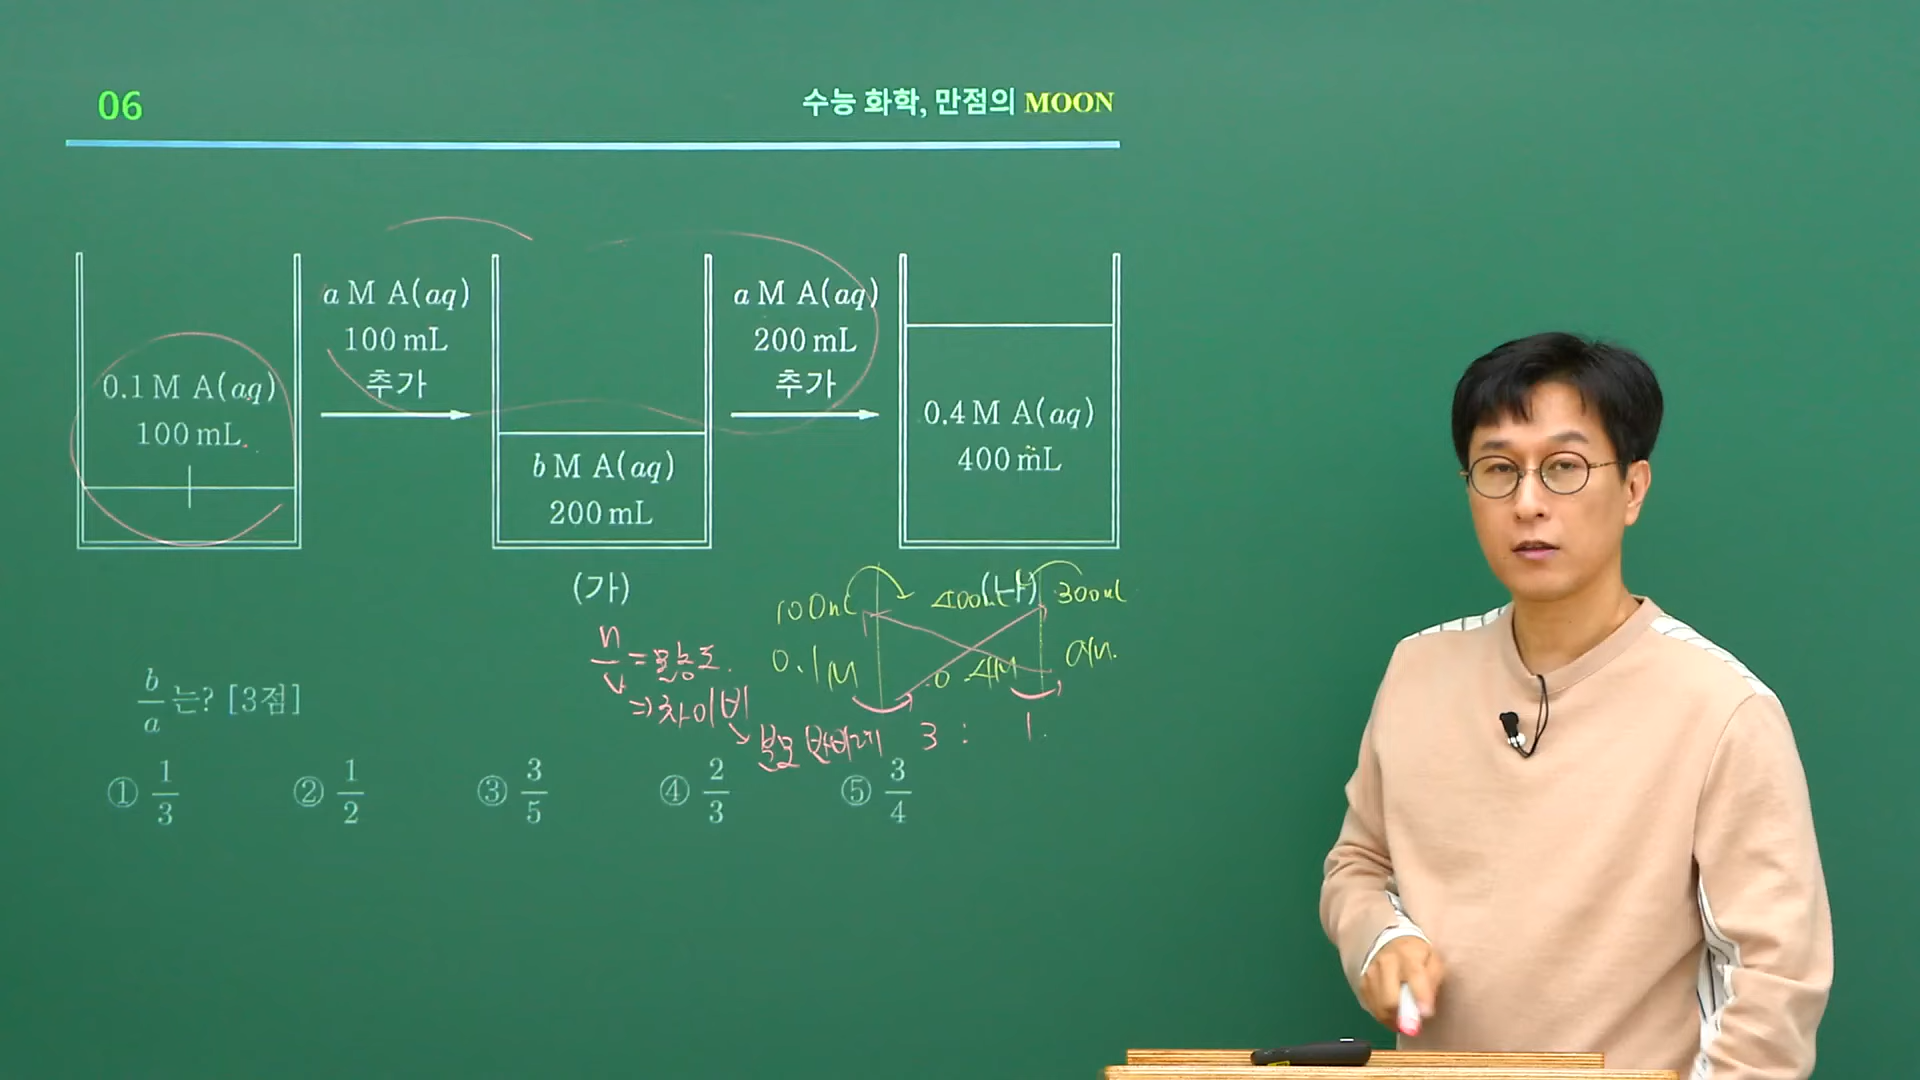 06
수능 화학, 만점의 MOON
0.1 M A(aq)
100 mL
a M A(aq)
100 mL
추가
b M A(aq)
200 mL
(가)
a M A(aq)
200 mL
추가
0.4 M A(aq)
400 mL
(나)
100mL 400mL 300mL
0.1M 0.4M aM.
n/V = 몰농도.
⇒ 차이비
↘ 분모 반비례 3 : 1.
b/a 는? [3점]
① 1/3 ② 1/2 ③ 3/5 ④ 2/3 ⑤ 3/4